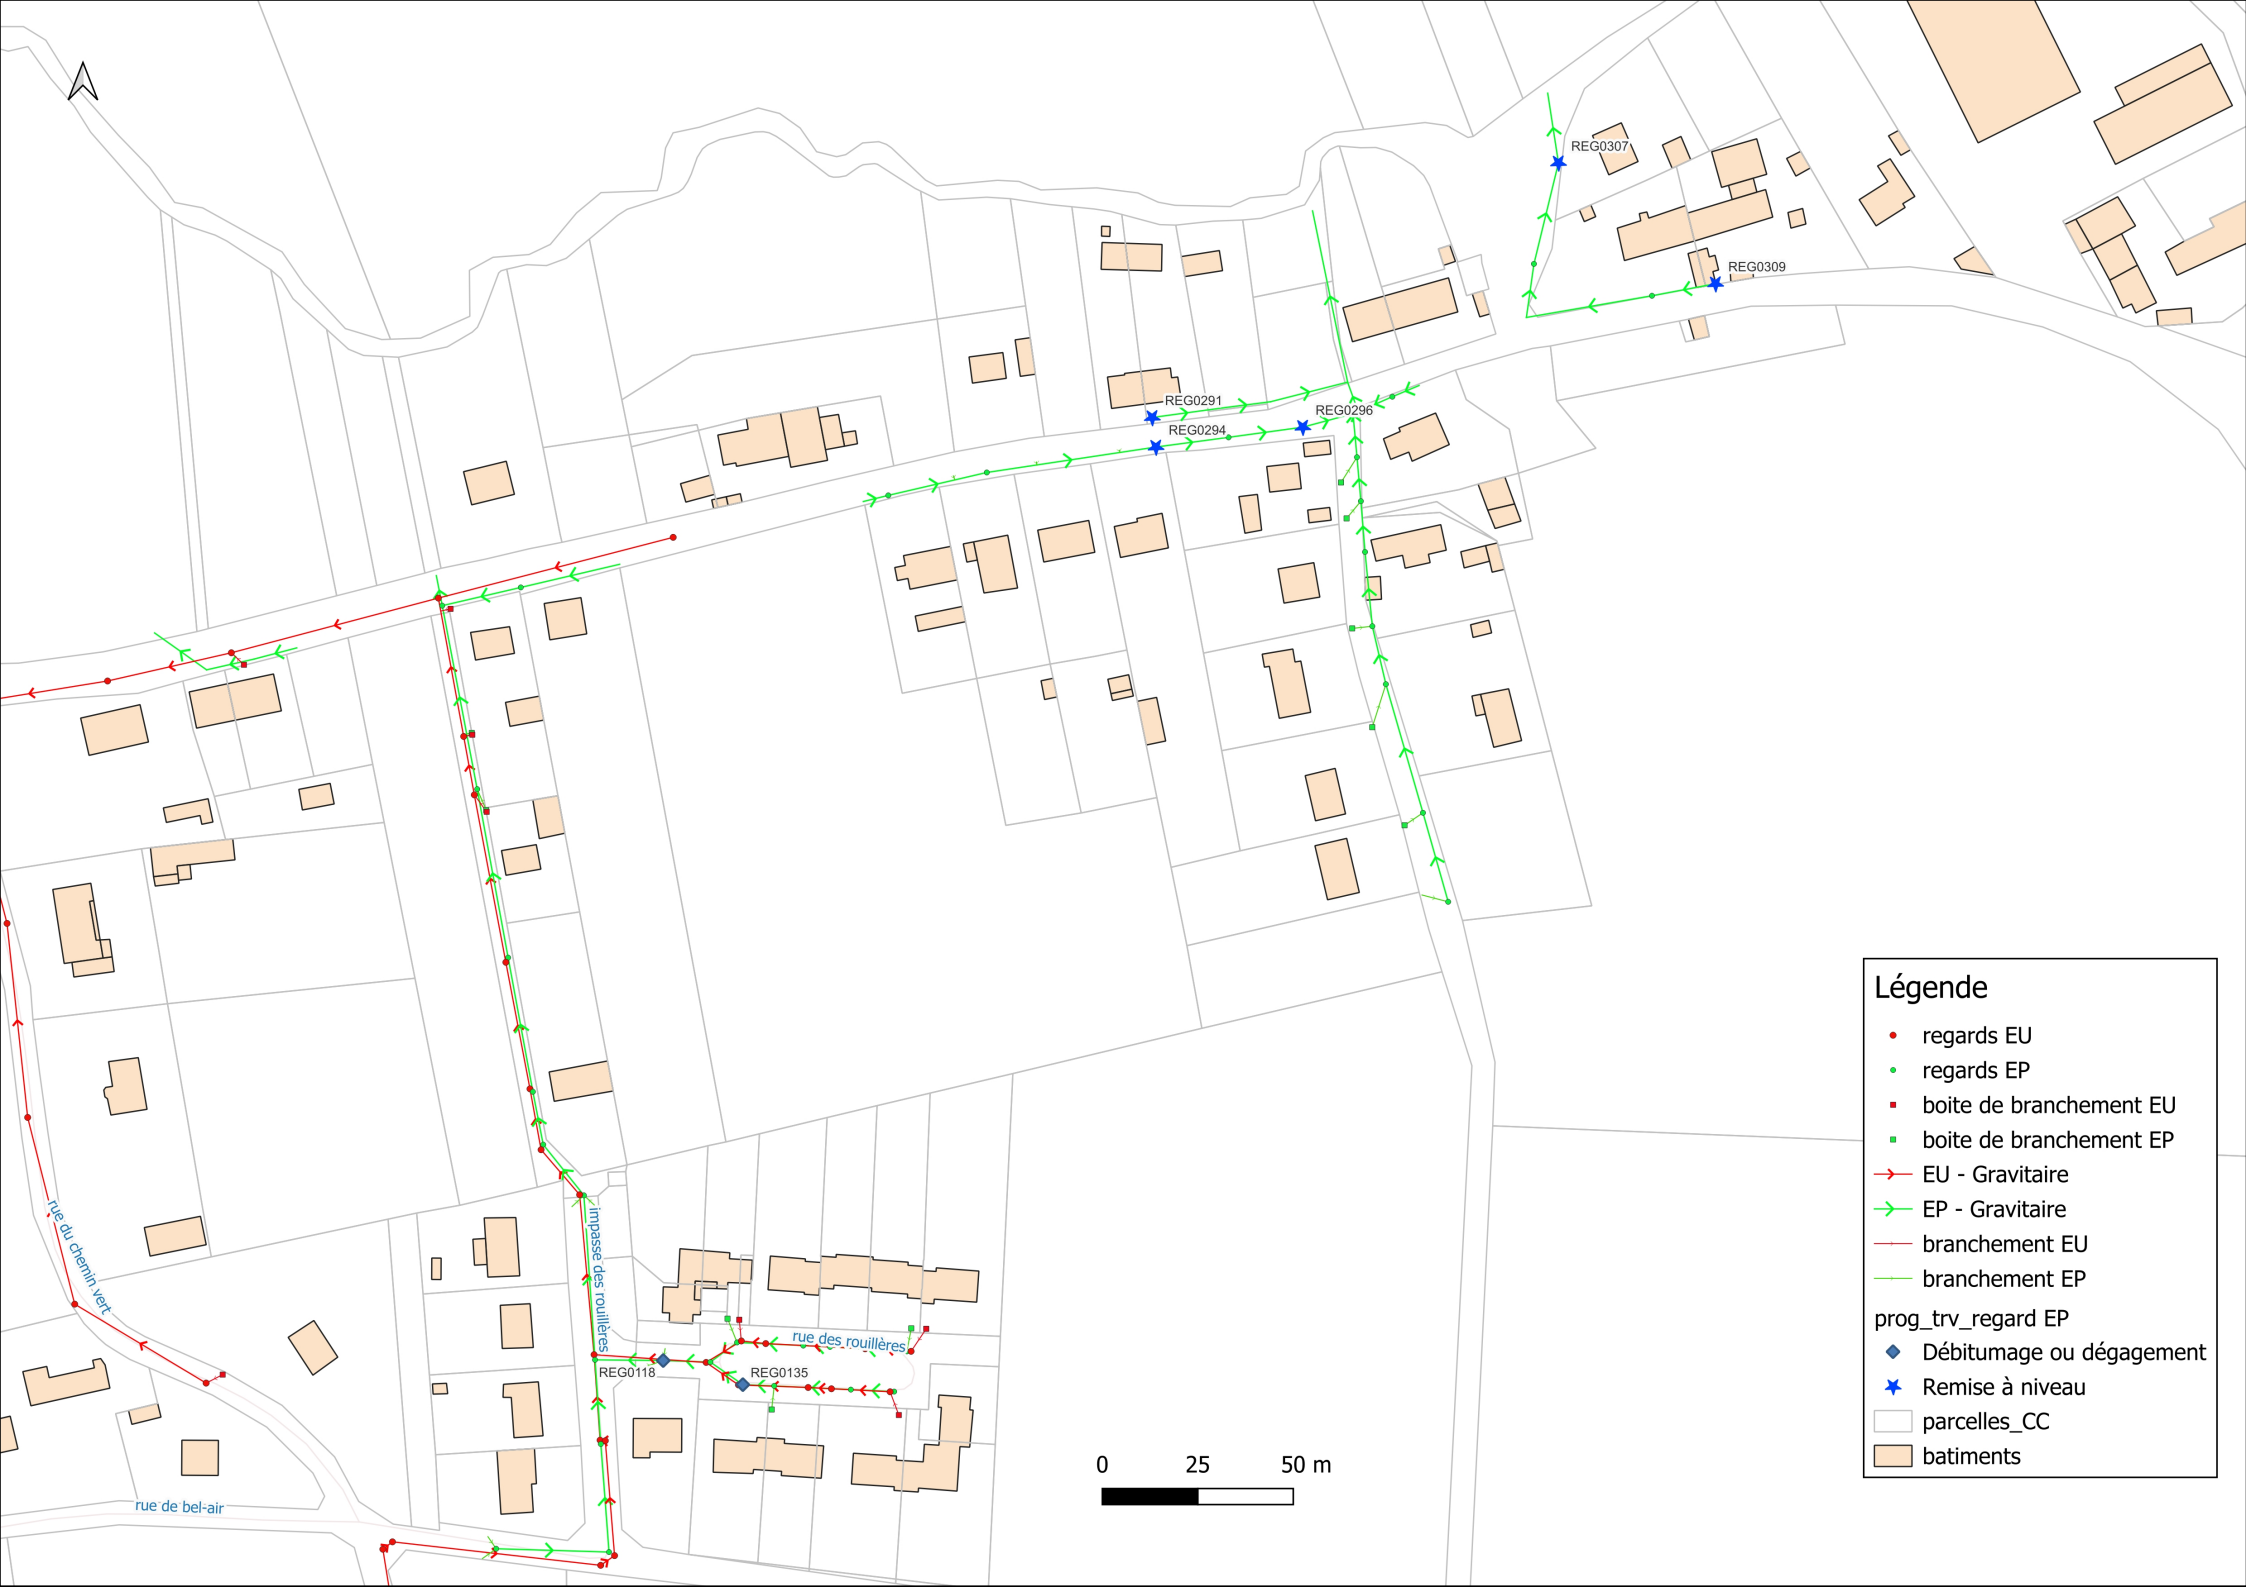 REG0307
REG0309
REG0291
REG0296
REG0294
rue du chemin vert
impasse des rouillères
rue des rouillères
REG0118
REG0135
rue de bel-air
0 25 50 m
Légende
regards EU
regards EP
boite de branchement EU
boite de branchement EP
EU - Gravitaire
EP - Gravitaire
branchement EU
branchement EP
prog_trv_regard EP
Débitumage ou dégagement
Remise à niveau
parcelles_CC
batiments